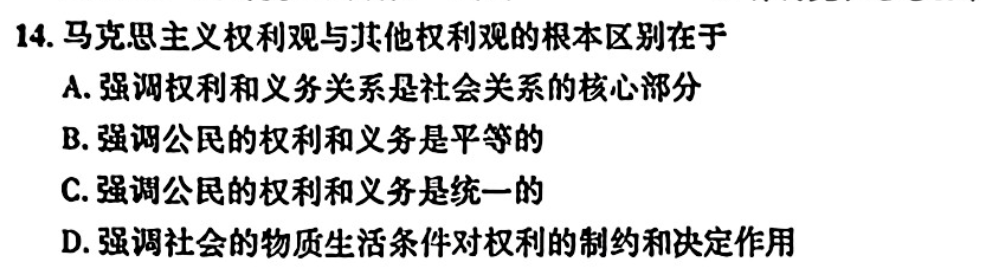 14. 马克思主义权利观与其他权利观的根本区别在于
A. 强调权利和义务关系是社会关系的核心部分
B. 强调公民的权利和义务是平等的
C. 强调公民的权利和义务是统一的
D. 强调社会的物质生活条件对权利的制约和决定作用